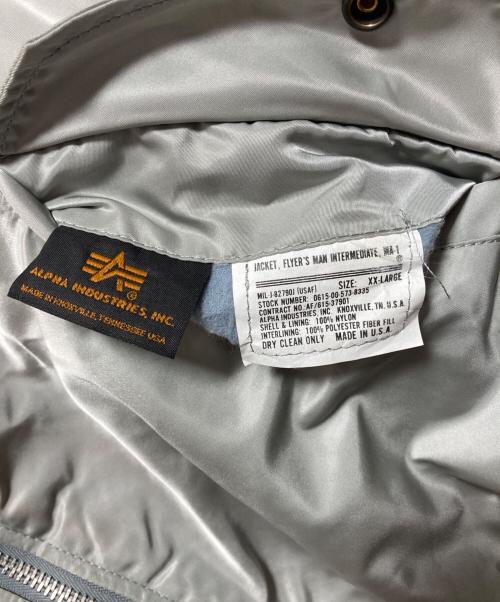 ALPHA INDUSTRIES, INC.
MADE IN KNOXVILLE, TENNESSEE USA
JACKET, FLYER'S MAN INTERMEDIATE, MA-1
MIL-J-82790J (USAF) SIZE: XX-LARGE
STOCK NUMBER: 0615-00-573-8335
CONTRACT NO. AF/615-37901
ALPHA INDUSTRIES, INC. KNOXVILLE, TN. U.S.A.
SHELL & LINING: 100% NYLON
INTERLINING: 100% POLYESTER FIBER FILL
DRY CLEAN ONLY MADE IN U.S.A.